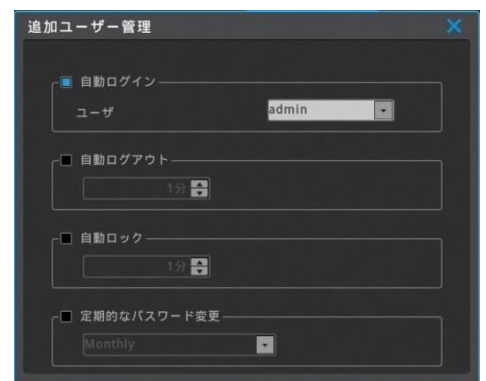 追加ユーザー管理
自動ログイン
ユーザ admin
自動ログアウト
1分
自動ロック
1分
定期的なパスワード変更
Monthly